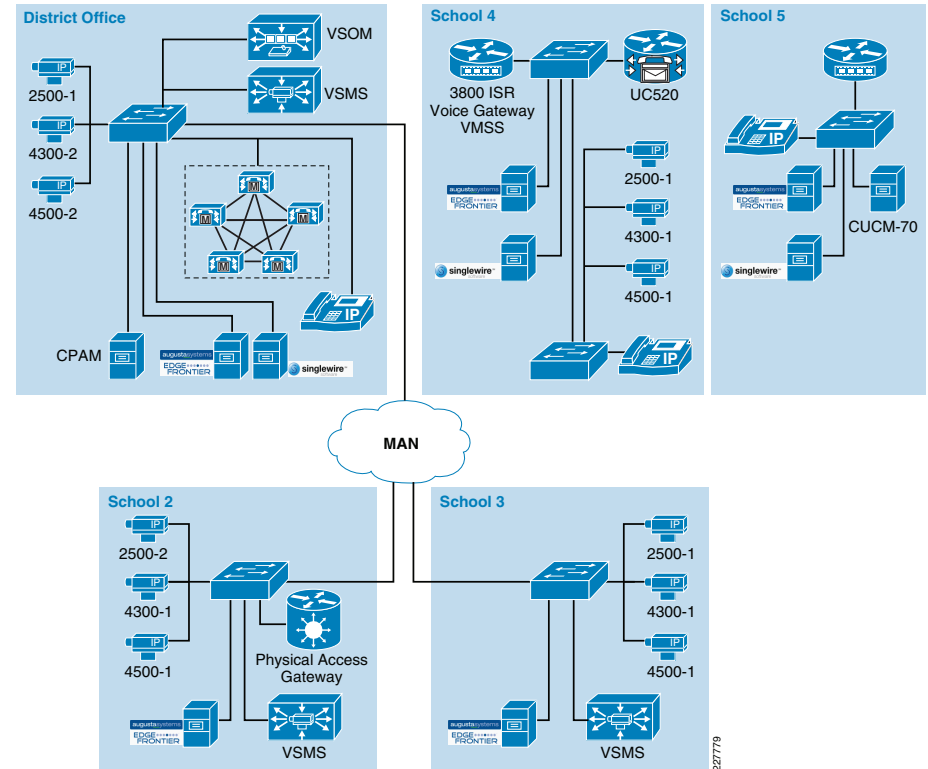 District Office
VSOM
VSMS
IP
2500-1
IP
4300-2
IP
4500-2
M
M
M
M
M
IP
CPAM
augustasystems
EDGE
FRONTIER
singlewire
School 4
3800 ISR
Voice Gateway
VMSS
UC520
IP
2500-1
IP
4300-1
IP
4500-1
augustasystems
EDGE
FRONTIER
singlewire
IP
School 5
IP
augustasystems
EDGE
FRONTIER
CUCM-70
singlewire
MAN
School 2
IP
2500-2
IP
4300-1
IP
4500-1
Physical Access
Gateway
augustasystems
EDGE
FRONTIER
VSMS
School 3
IP
2500-1
IP
4300-1
IP
4500-1
augustasystems
EDGE
FRONTIER
VSMS
227779